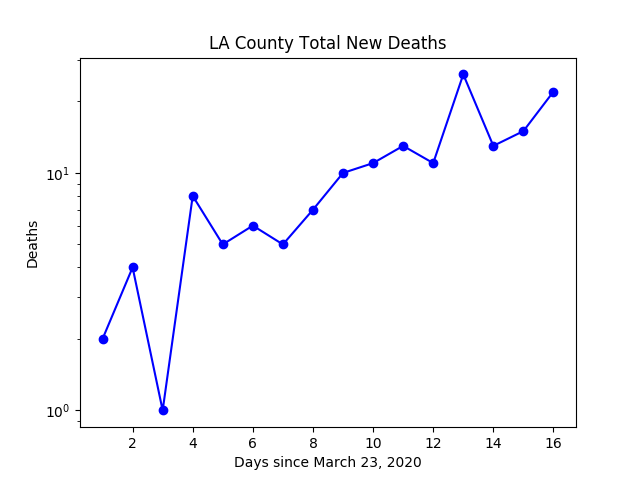 LA County Total New Deaths
Deaths
10¹
10⁰
2 4 6 8 10 12 14 16
Days since March 23, 2020